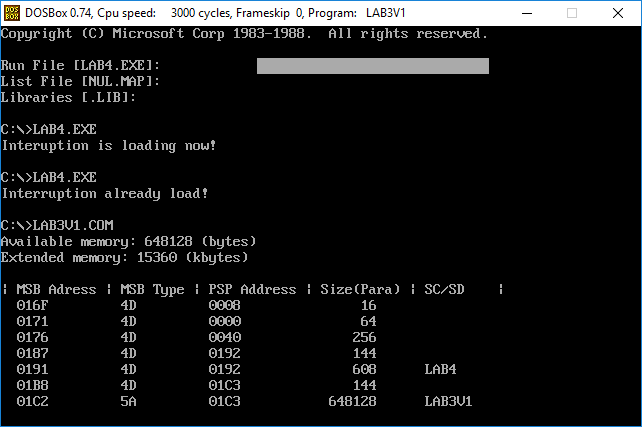 DOSBox 0.74, Cpu speed: 3000 cycles, Frameskip 0, Program: LAB3V1
Copyright (C) Microsoft Corp 1983-1988. All rights reserved.
Run File [LAB4.EXE]:
List File [NUL.MAP]:
Libraries [.LIB]:
C:\>LAB4.EXE
Interuption is loading now!
C:\>LAB4.EXE
Interruption already load!
C:\>LAB3V1.COM
Available memory: 648128 (bytes)
Extended memory: 15360 (kbytes)
| MSB Adress | MSB Type | PSP Address | Size(Para) | SC/SD |
016F 4D 0008 16
0171 4D 0000 64
0176 4D 0040 256
0187 4D 0192 144
0191 4D 0192 608 LAB4
01B8 4D 01C3 144
01C2 5A 01C3 648128 LAB3V1